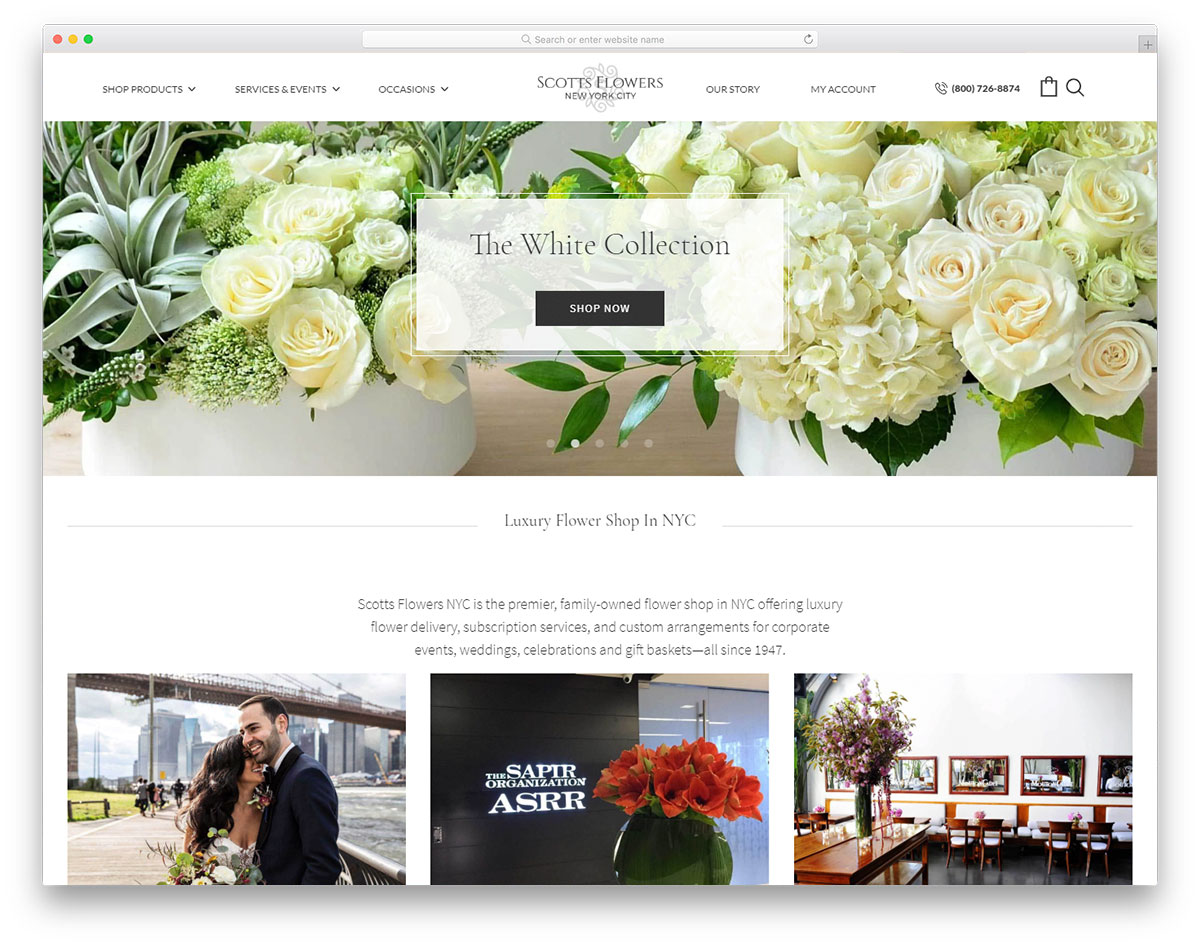 Search or enter website name
SHOP PRODUCTS
SERVICES & EVENTS
OCCASIONS
SCOTTS FLOWERS
NEW YORK CITY
OUR STORY
MY ACCOUNT
(800) 726-8874
The White Collection
SHOP NOW
Luxury Flower Shop In NYC
Scotts Flowers NYC is the premier, family-owned flower shop in NYC offering luxury
flower delivery, subscription services, and custom arrangements for corporate
events, weddings, celebrations and gift baskets—all since 1947.
THE SAPIR
ORGANIZATION
ASRR